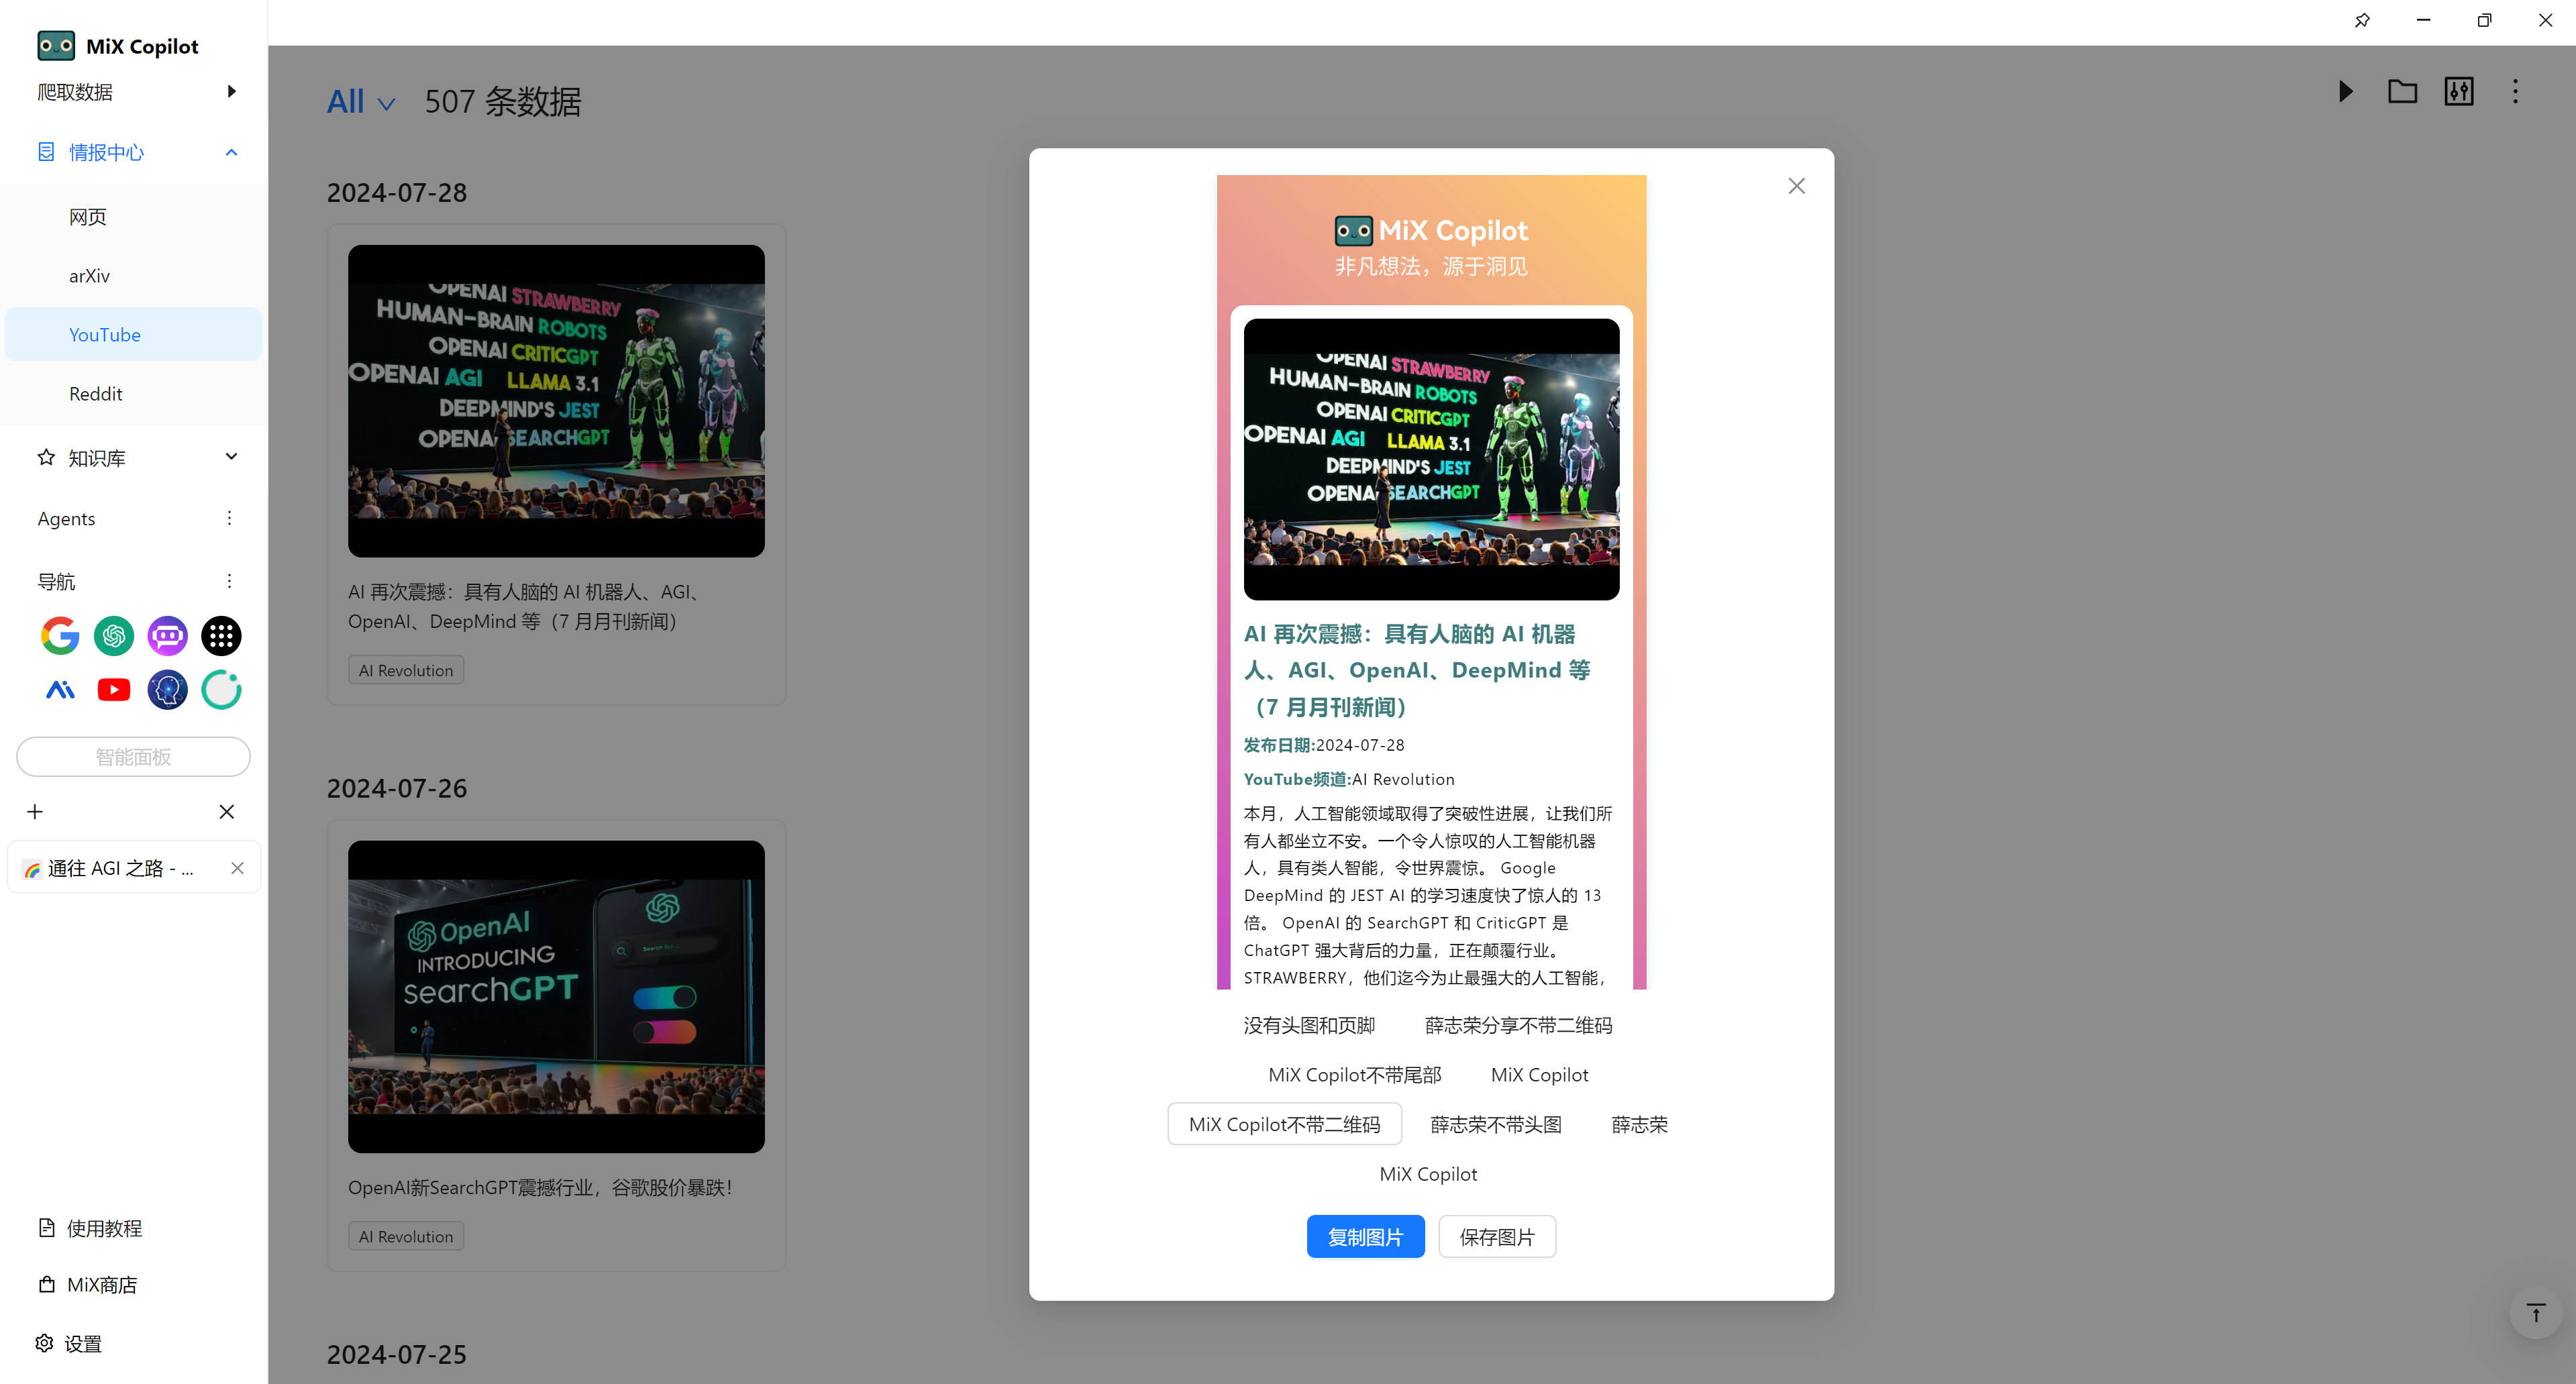 MiX Copilot
爬取数据
情报中心
网页
arXiv
YouTube
Reddit
知识库
Agents
导航
智能面板
通往 AGI 之路 - ...
使用教程
MiX商店
设置
All
507 条数据
2024-07-28
OPENAI STRAWBERRY
HUMAN-BRAIN ROBOTS
OPENAI CRITICGPT
OPENAI AGI LLAMA 3.1
DEEPMIND'S JEST
OPENAI SEARCHGPT
AI 再次震撼：具有人脑的 AI 机器人、AGI、
OpenAI、DeepMind 等（7 月月刊新闻）
AI Revolution
2024-07-26
OpenAI
INTRODUCING
searchGPT
OpenAI新SearchGPT震撼行业，谷歌股价暴跌！
AI Revolution
2024-07-25
MiX Copilot
非凡想法，源于洞见
OPENAI STRAWBERRY
HUMAN-BRAIN ROBOTS
OPENAI CRITICGPT
OPENAI AGI LLAMA 3.1
DEEPMIND'S JEST
OPENAI SEARCHGPT
AI 再次震撼：具有人脑的 AI 机器
人、AGI、OpenAI、DeepMind 等
（7 月月刊新闻）
发布日期:2024-07-28
YouTube频道:AI Revolution
本月，人工智能领域取得了突破性进展，让我们所
有人都坐立不安。一个令人惊叹的人工智能机器
人，具有类人智能，令世界震惊。 Google
DeepMind 的 JEST AI 的学习速度快了惊人的 13
倍。 OpenAI 的 SearchGPT 和 CriticGPT 是
ChatGPT 强大背后的力量，正在颠覆行业。
STRAWBERRY，他们迄今为止最强大的人工智能，
没有头图和页脚
薛志荣分享不带二维码
MiX Copilot不带尾部
MiX Copilot
MiX Copilot不带二维码
薛志荣不带头图
薛志荣
MiX Copilot
复制图片
保存图片